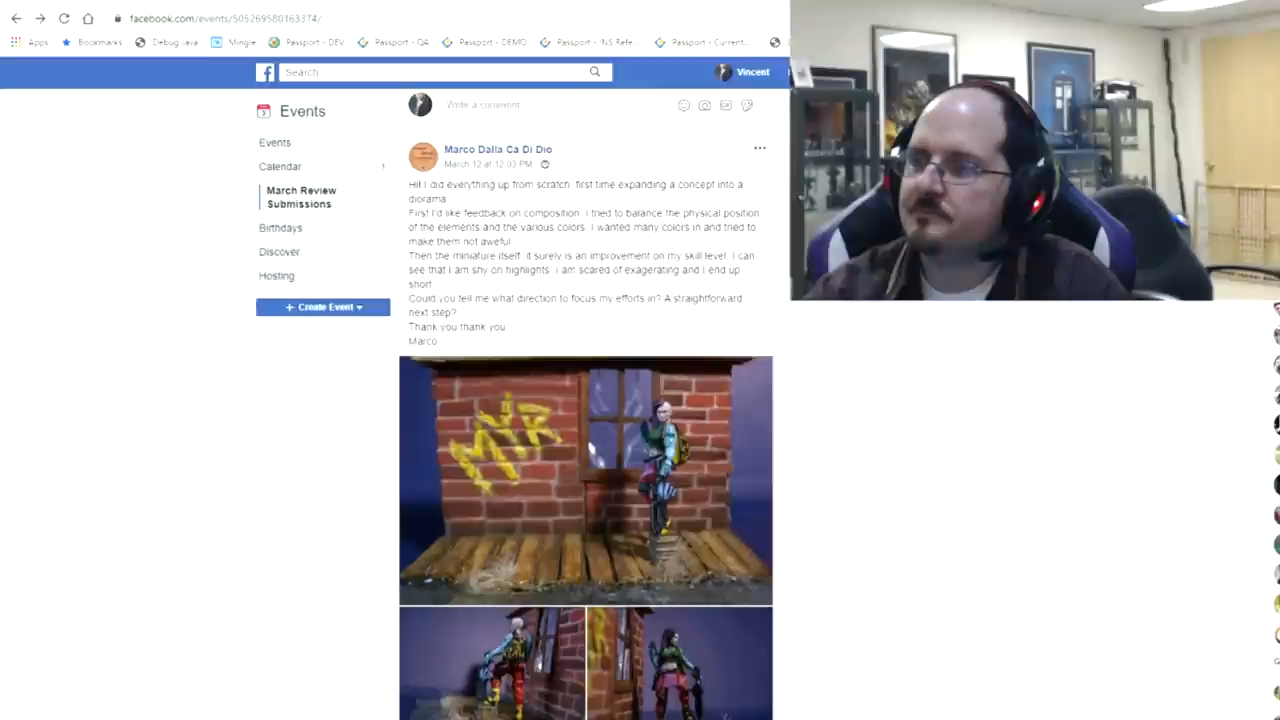 facebook.com/events/505269580163374/
Apps Bookmarks Debug Java Mingle Passport - DEV Passport - QA Passport - DEMO Passport - INS Refe... Passport - Current...
Search
Vincent
Events
Write a comment
Events
Calendar 1
March Review
Submissions
Birthdays
Discover
Hosting
+ Create Event
Marco Dalla Ca Di Dio
March 12 at 12:03 PM
Hi! I did everything up from scratch first time expanding a concept into a
diorama
First I'd like feedback on composition i tried to balance the physical position
of the elements and the various colors I wanted many colors in and tried to
make them not aweful
Then the miniature itself it surely is an improvement on my skill level I can
see that I am shy on highlights i am scared of exagerating and I end up
short
Could you tell me what direction to focus my efforts in? A straightforward
next step?
Thank you thank you
Marco